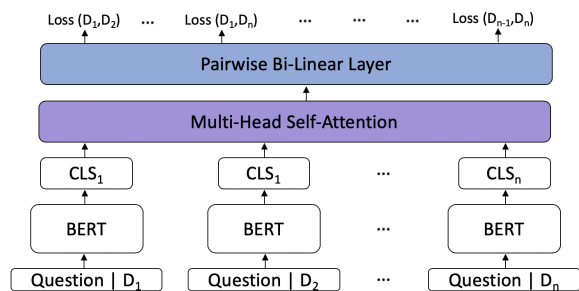 Loss (D1,D2) ... Loss (D1,Dn) ... ... ... Loss (Dn-1,Dn)
Pairwise Bi-Linear Layer
Multi-Head Self-Attention
CLS1 CLS1 ... CLSn
BERT BERT ... BERT
Question | D1 Question | D2 ... Question | Dn